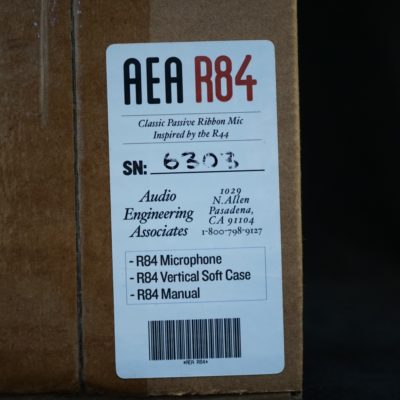 AEA R84
Classic Passive Ribbon Mic
Inspired by the R44
SN: 6303
Audio
Engineering
Associates
1029
N. Allen
Pasadena,
CA 91104
1-800-798-9127
- R84 Microphone
- R84 Vertical Soft Case
- R84 Manual
*AEA R84*